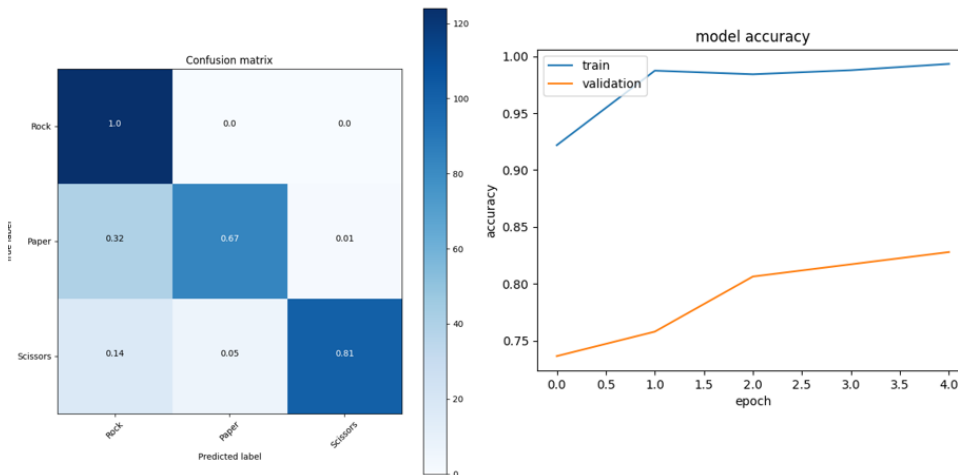 Confusion matrix
Rock
Paper
Scissors
1.0 0.0 0.0
0.32 0.67 0.01
0.14 0.05 0.81
Rock Paper Scissors
Predicted label
120
100
80
60
40
20
0
model accuracy
train
validation
accuracy
1.00
0.95
0.90
0.85
0.80
0.75
0.0 0.5 1.0 1.5 2.0 2.5 3.0 3.5 4.0
epoch